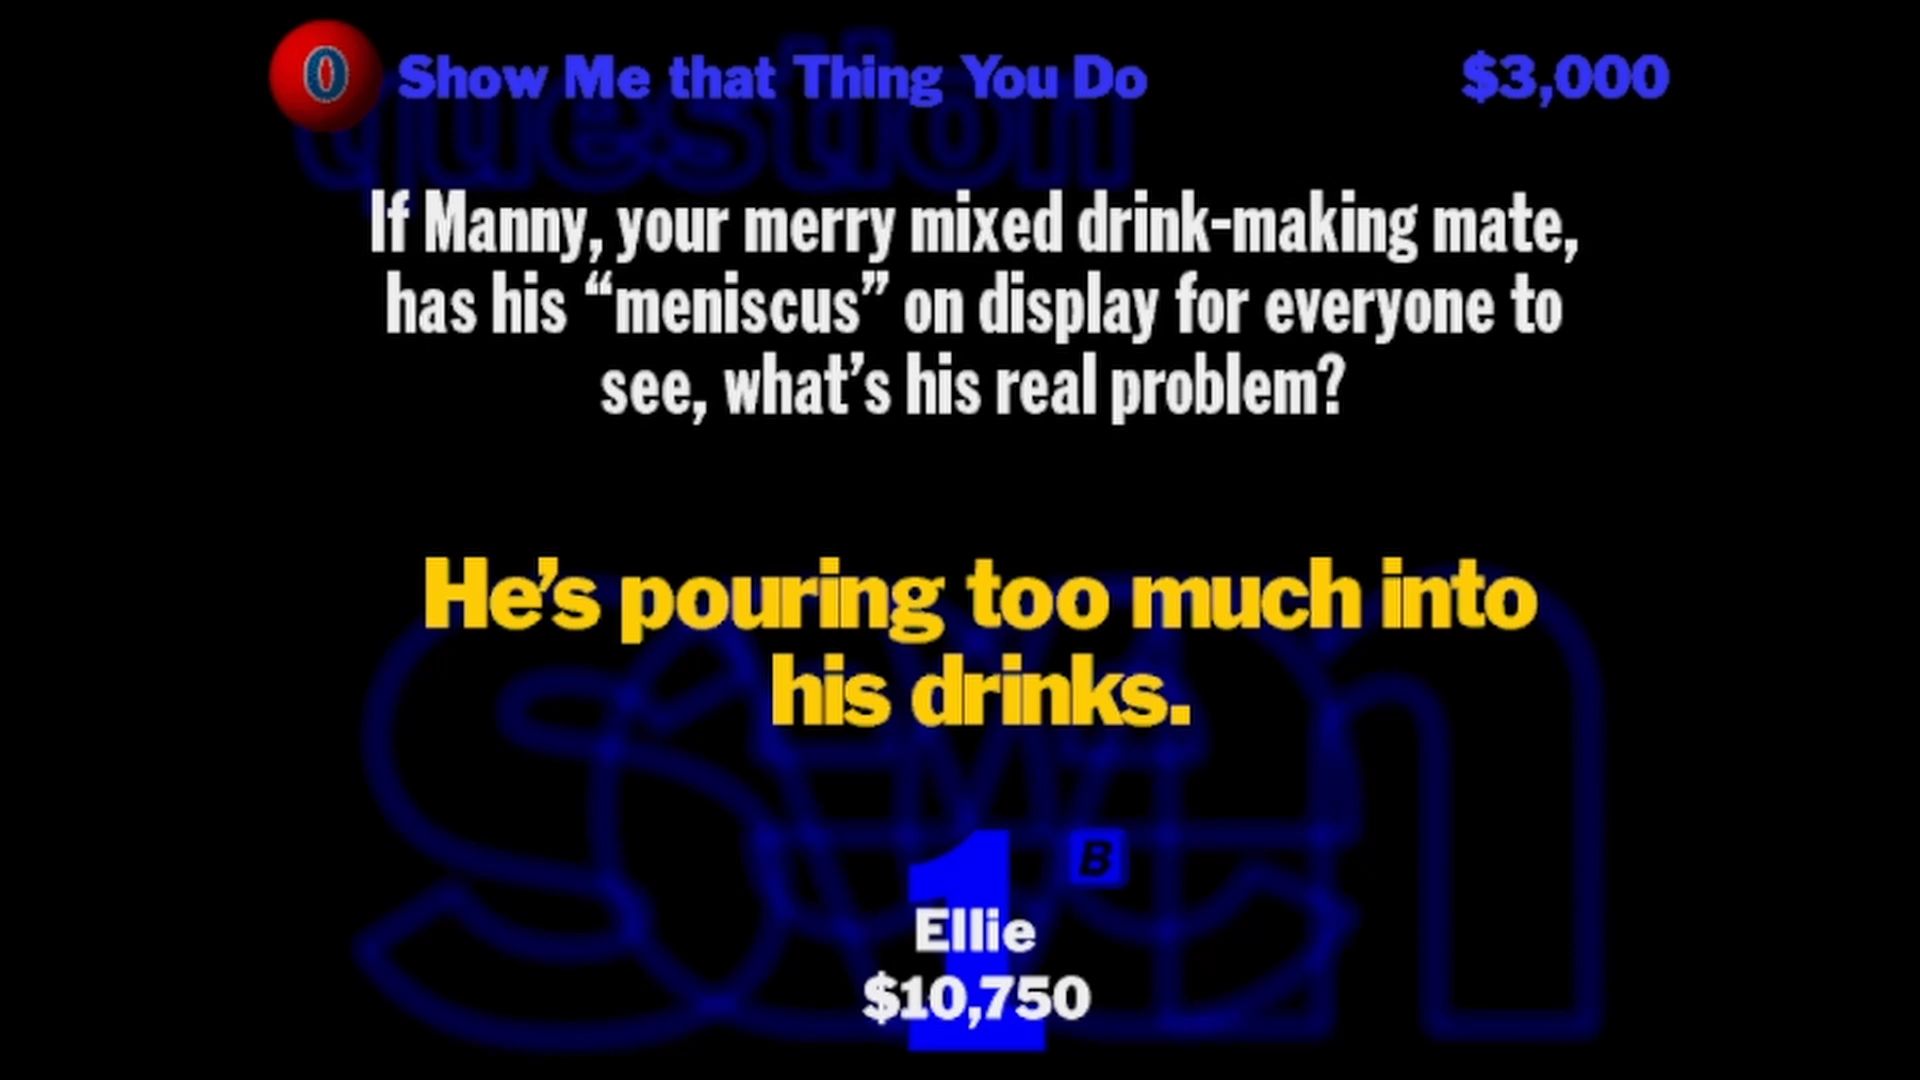 0 Show Me that Thing You Do $3,000
question
If Manny, your merry mixed drink-making mate,
has his “meniscus” on display for everyone to
see, what’s his real problem?
He’s pouring too much into
his drinks.
1 B
Ellie
$10,750